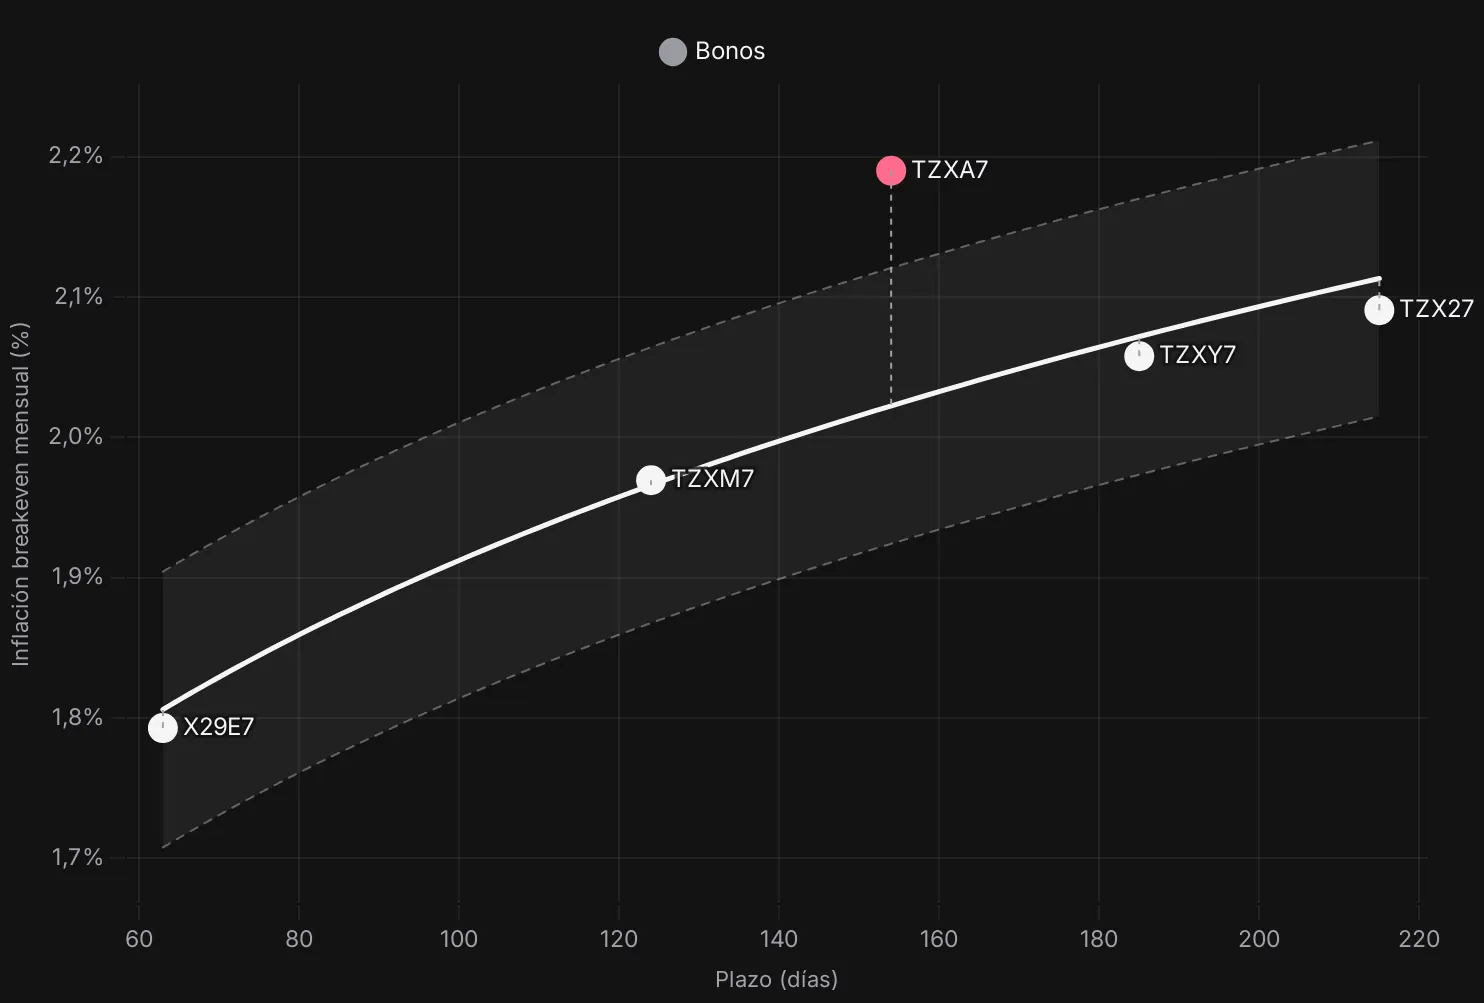 Bonos
2,2%
2,1%
2,0%
1,9%
1,8%
1,7%
Inflación breakeven mensual (%)
TZXA7
TZX27
TZXY7
TZXM7
X29E7
60 80 100 120 140 160 180 200 220
Plazo (días)